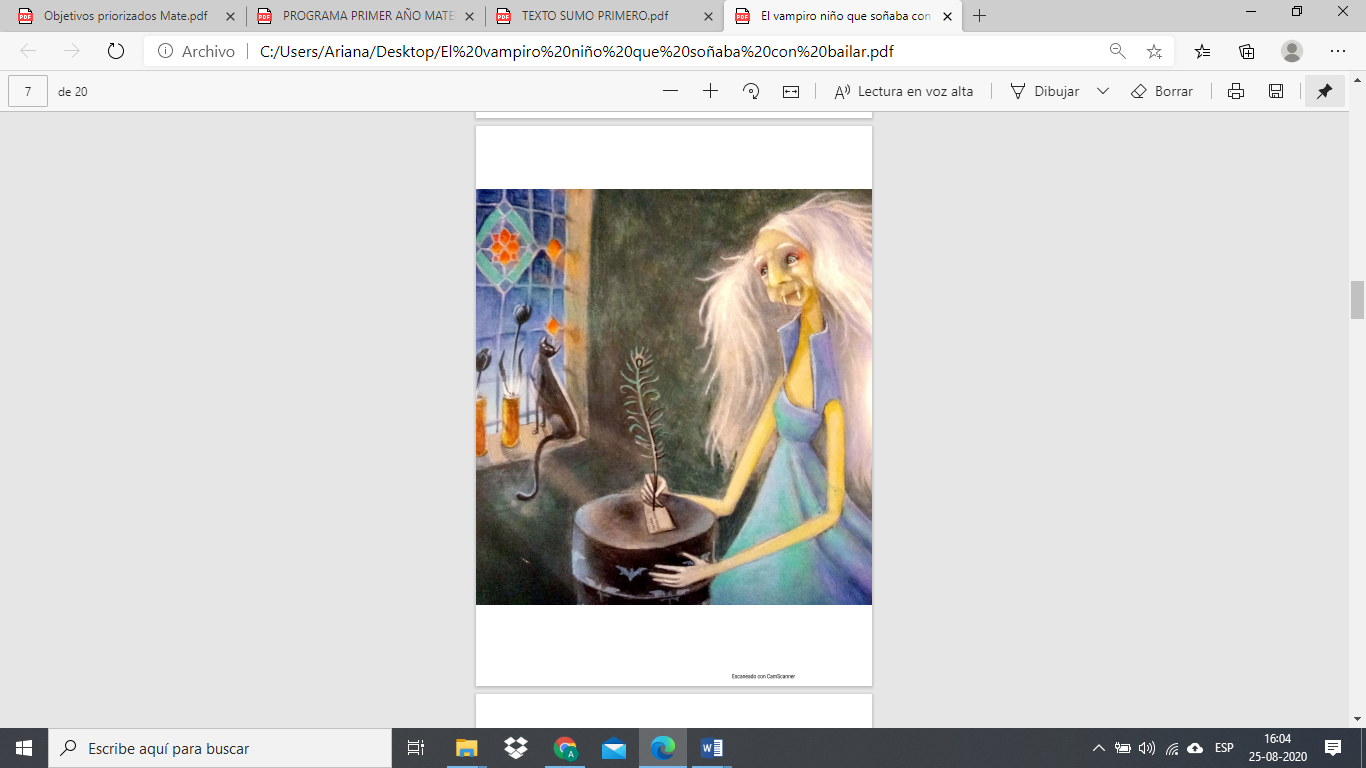 Objetivos priorizados Mate.pdf
PROGRAMA PRIMER AÑO MATE
TEXTO SUMO PRIMERO.pdf
El vampiro niño que soñaba con
Archivo
C:/Users/Ariana/Desktop/El%20vampiro%20niño%20que%20soñaba%20con%20bailar.pdf
7 de 20
Lectura en voz alta
Dibujar
Borrar
Escaneado con CamScanner
Escribe aquí para buscar
ESP
16:04
25-08-2020